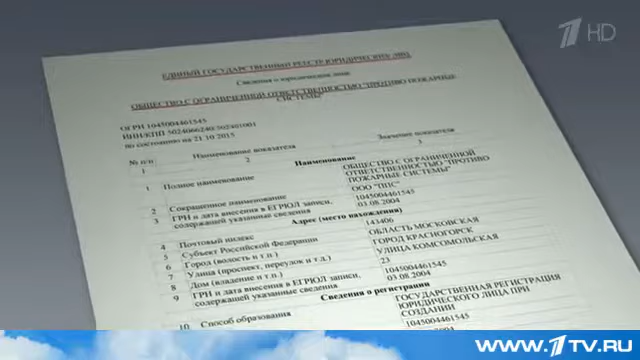 1 HD
ЕДИНЫЙ ГОСУДАРСТВЕННЫЙ РЕЕСТР ЮРИДИЧЕСКИХ ЛИЦ
Сведения о юридическом лице
ОБЩЕСТВО С ОГРАНИЧЕННОЙ ОТВЕТСТВЕННОСТЬЮ "ПРОТИВО ПОЖАРНЫЕ
СИСТЕМЫ"
ОГРН 1045004461545
ИНН/КПП 5024066240/502401001
по состоянию на 21.10.2015
№ п/п Наименование показателя Значение показателя
1 2 3
Наименование
1 Полное наименование ОБЩЕСТВО С ОГРАНИЧЕННОЙ
ОТВЕТСТВЕННОСТЬЮ "ПРОТИВО
ПОЖАРНЫЕ СИСТЕМЫ"
2 Сокращенное наименование ООО "ППС"
3 ГРН и дата внесения в ЕГРЮЛ записи, 1045004461545
содержащей указанные сведения 03.08.2004
Адрес (место нахождения)
4 Почтовый индекс 143406
5 Субъект Российской Федерации ОБЛАСТЬ МОСКОВСКАЯ
6 Город (волость и т.п.) ГОРОД КРАСНОГОРСК
7 Улица (проспект, переулок и т.д.) УЛИЦА КОМСОМОЛЬСКАЯ
8 Дом (владение и т.п.) 23
9 ГРН и дата внесения в ЕГРЮЛ записи, 1045004461545
содержащей указанные сведения 03.08.2004
Сведения о регистрации
10 Способ образования ГОСУДАРСТВЕННАЯ РЕГИСТРАЦИЯ
ЮРИДИЧЕСКОГО ЛИЦА ПРИ
СОЗДАНИИ
1045004461545
WWW.1TV.RU